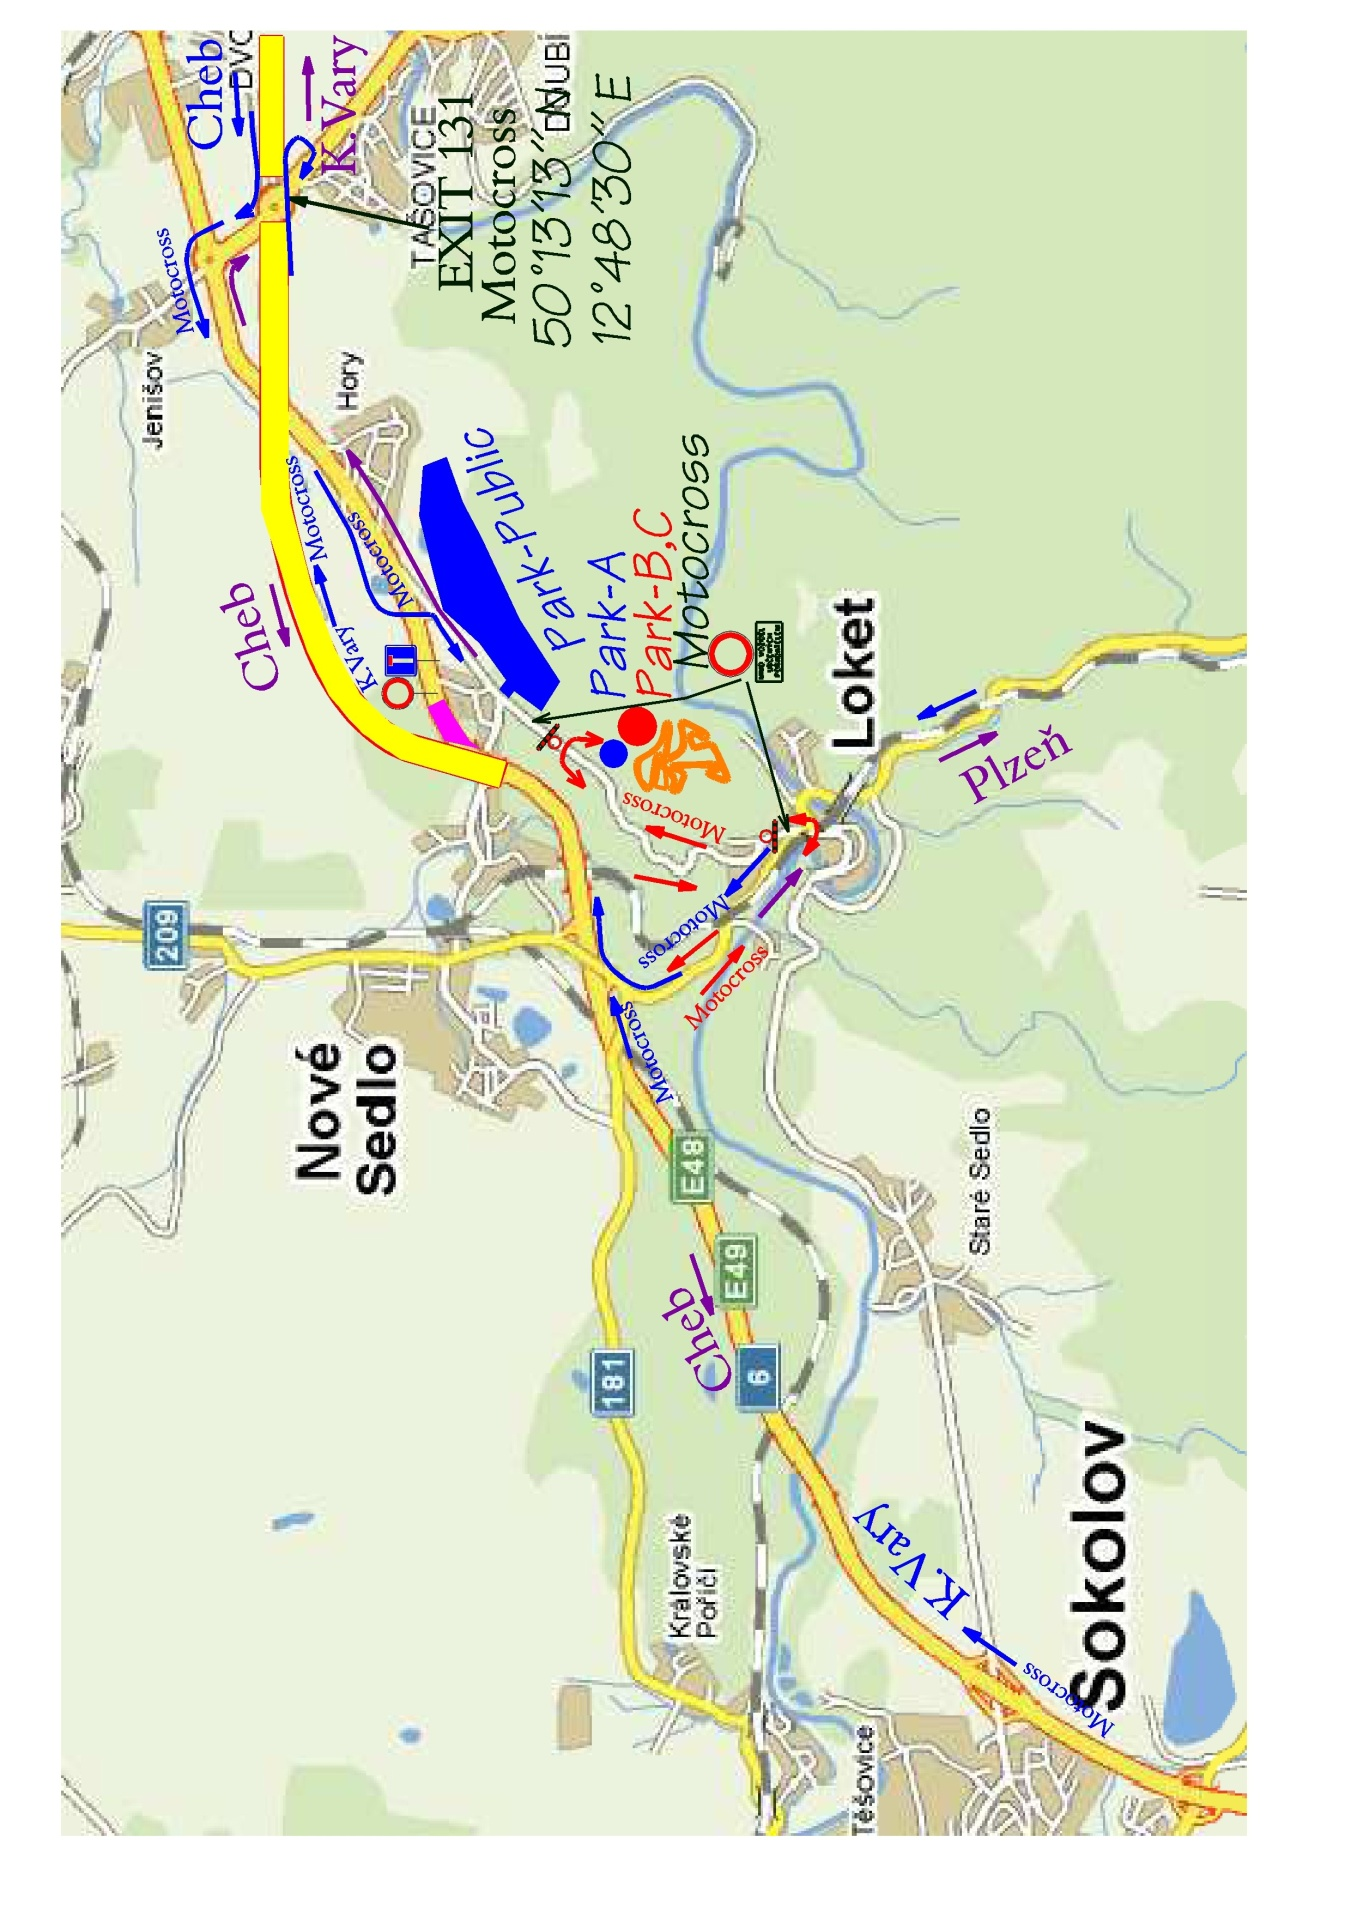 Cheb
DVO
K.Vary
DOUBÍ
TAŠOVICE
EXIT 131
Motocross
50°13'13"N
12°48'30"E
Motocross
Jenišov
Hory
Motocross
Motocross
K.Vary
Cheb
Park-Public
Park-A
Park-B,C
Motocross
Loket
Plzeň
Motocross
Motocross
Motocross
Motocross
209
Nové
Sedlo
E48
E49
Cheb
6
181
Staré Sedlo
Královské
Poříčí
K.Vary
Motocross
Sokolov
Těšovice